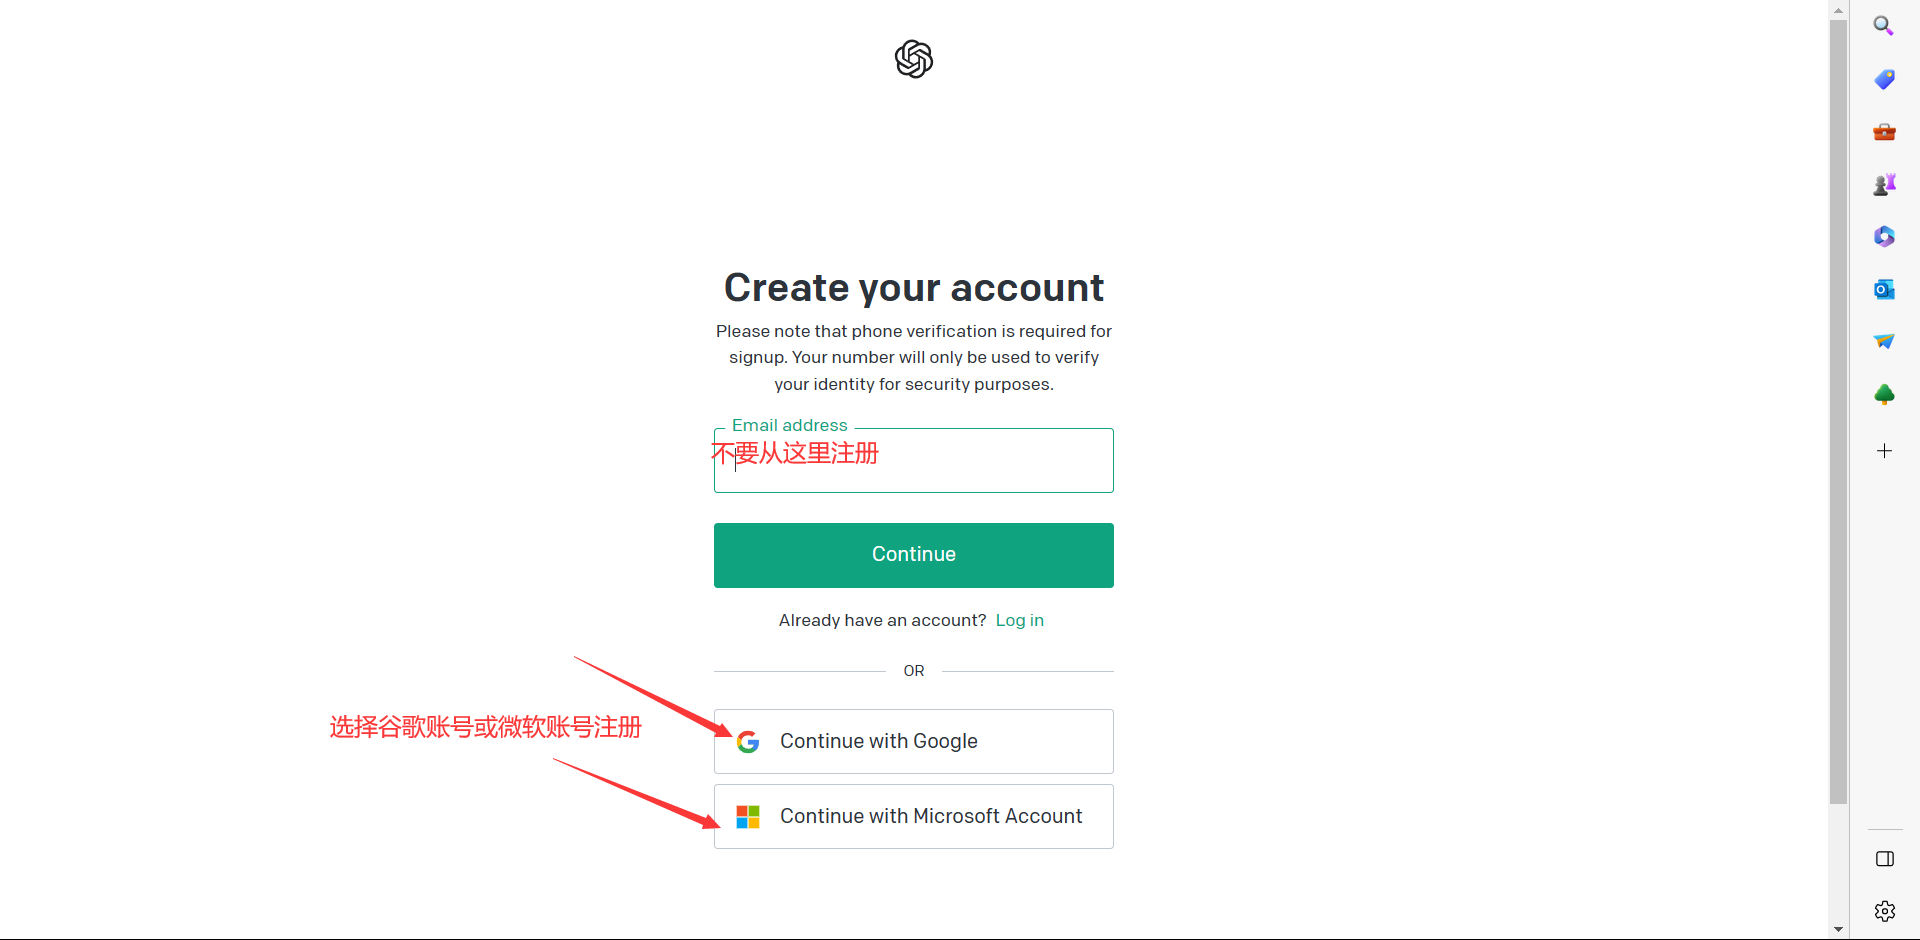 Create your account
Please note that phone verification is required for
signup. Your number will only be used to verify
your identity for security purposes.
Email address
不要从这里注册
Continue
Already have an account? Log in
OR
选择谷歌账号或微软账号注册
Continue with Google
Continue with Microsoft Account